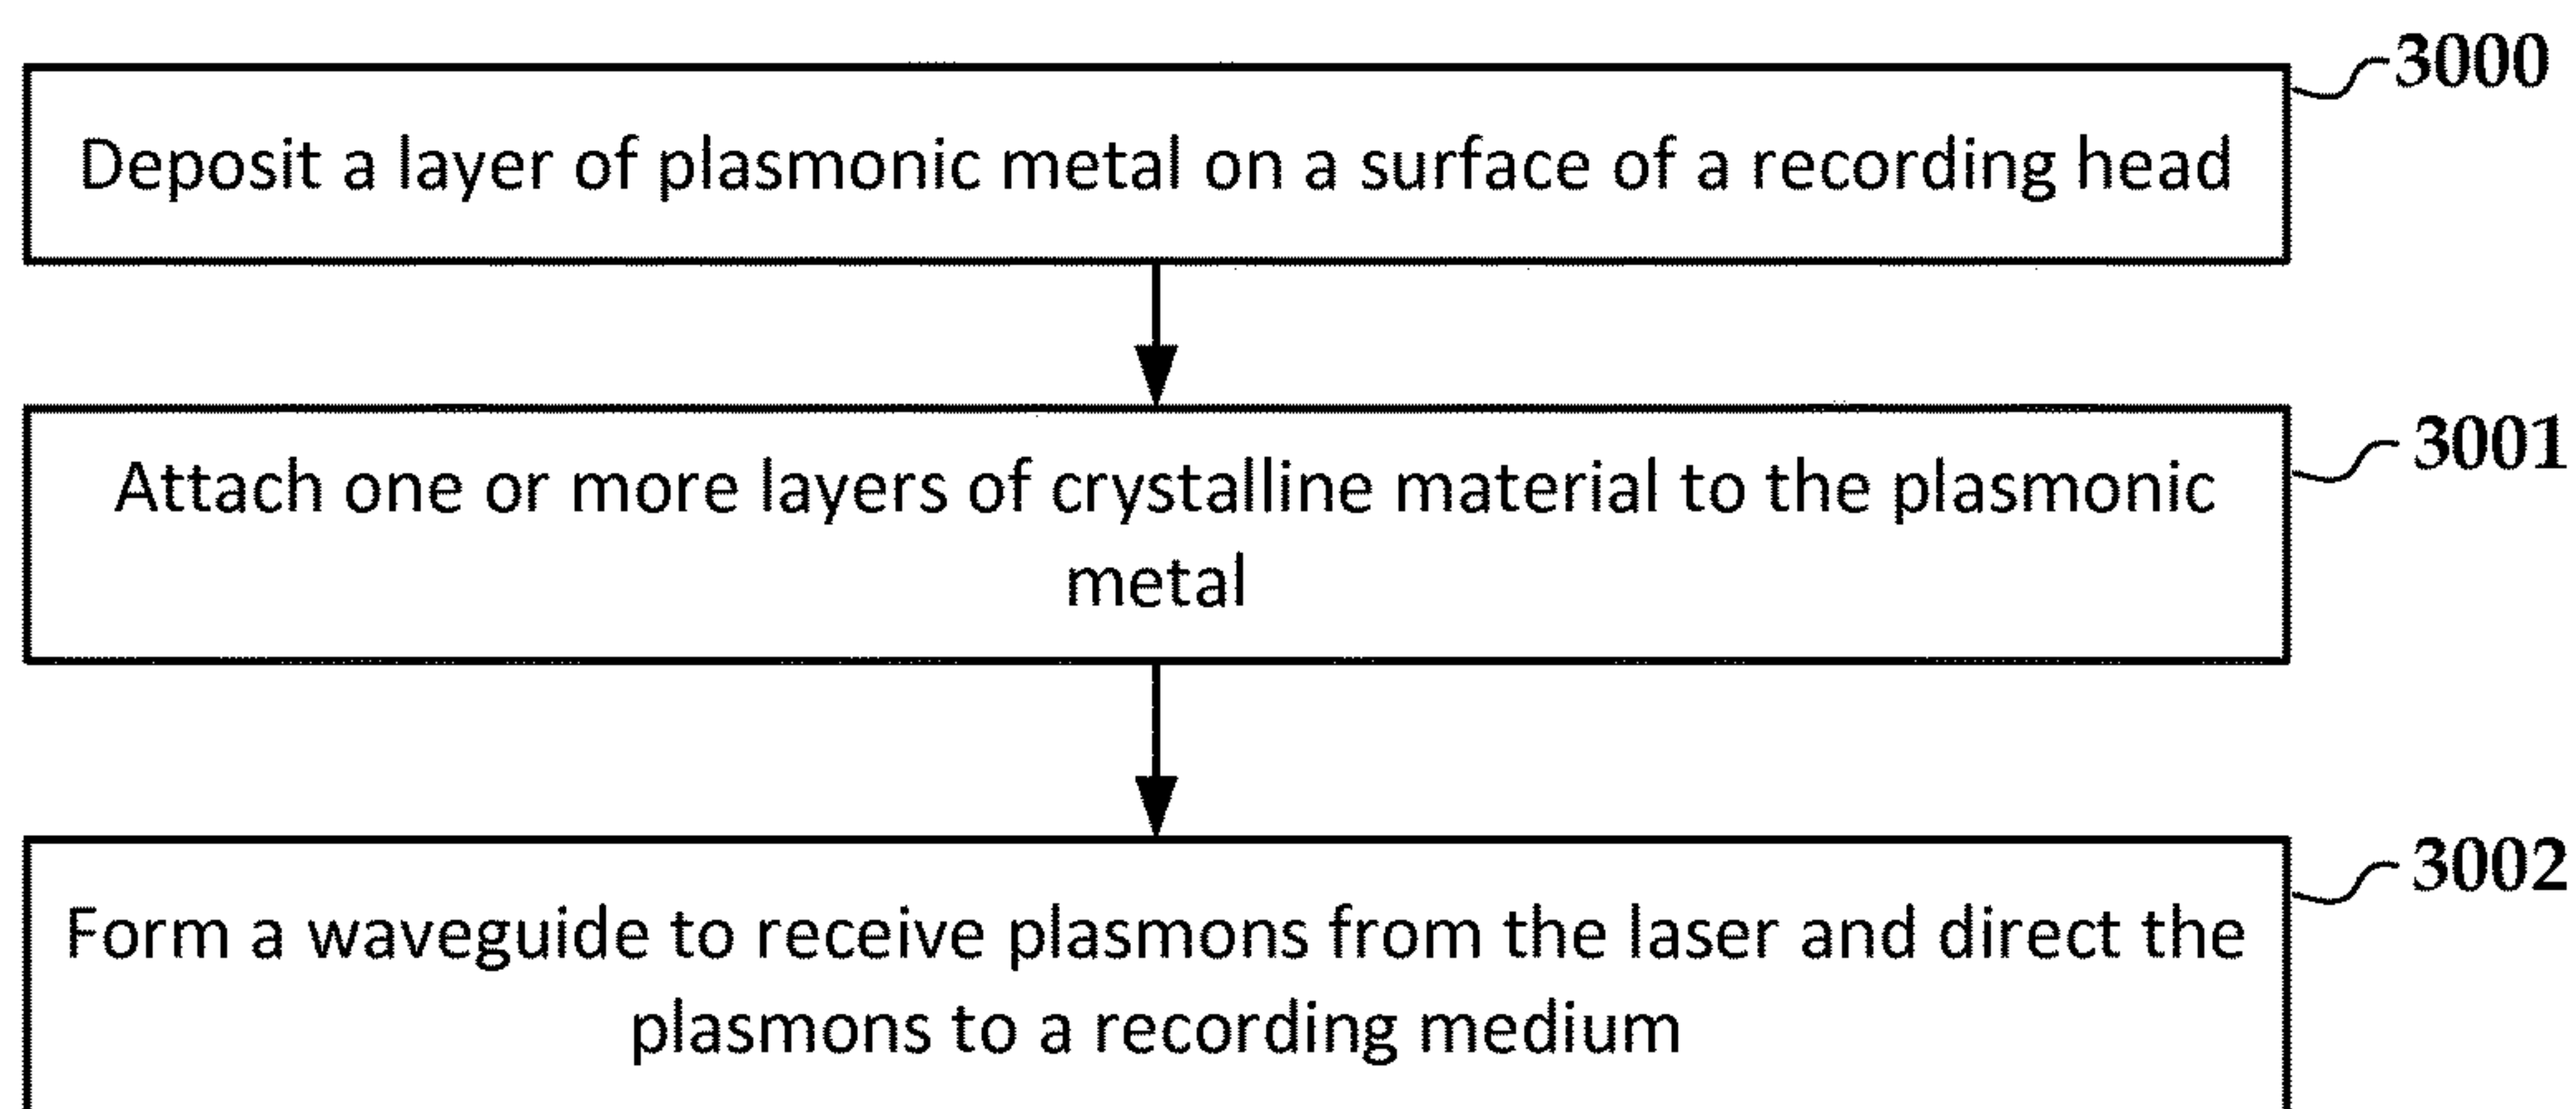 3000
Deposit a layer of plasmonic metal on a surface of a recording head
3001
Attach one or more layers of crystalline material to the plasmonic
metal
3002
Form a waveguide to receive plasmons from the laser and direct the
plasmons to a recording medium